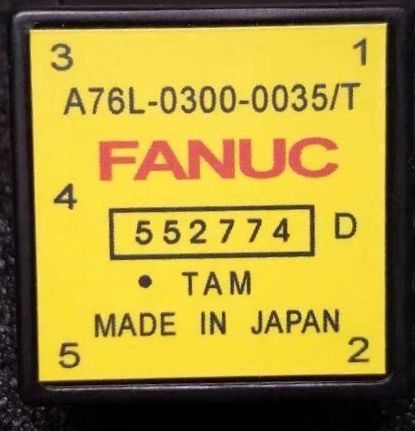 3 1
A76L-0300-0035/T
FANUC
4
552774 D
• TAM
MADE IN JAPAN
5 2